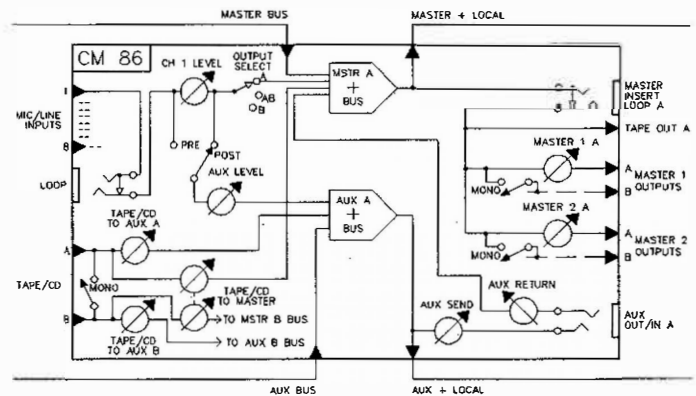 MASTER BUS
MASTER + LOCAL
CM 86
CH 1 LEVEL
OUTPUT
SELECT
A
AB
B
MSTR A
+
BUS
1
MIC/LINE
INPUTS
8
LOOP
PRE
POST
AUX LEVEL
MASTER
INSERT
LOOP A
TAPE OUT A
MASTER 1 A
A
MASTER 1
OUTPUTS
B
MONO
AUX A
+
BUS
MASTER 2 A
A
MASTER 2
OUTPUTS
B
MONO
TAPE/CD
TO AUX A
A
TAPE/CD
MONO
B
TAPE/CD
TO MASTER
TO MSTR B BUS
TAPE/CD
TO AUX B
TO AUX B BUS
AUX RETURN
AUX SEND
AUX
OUT/IN A
AUX BUS
AUX + LOCAL